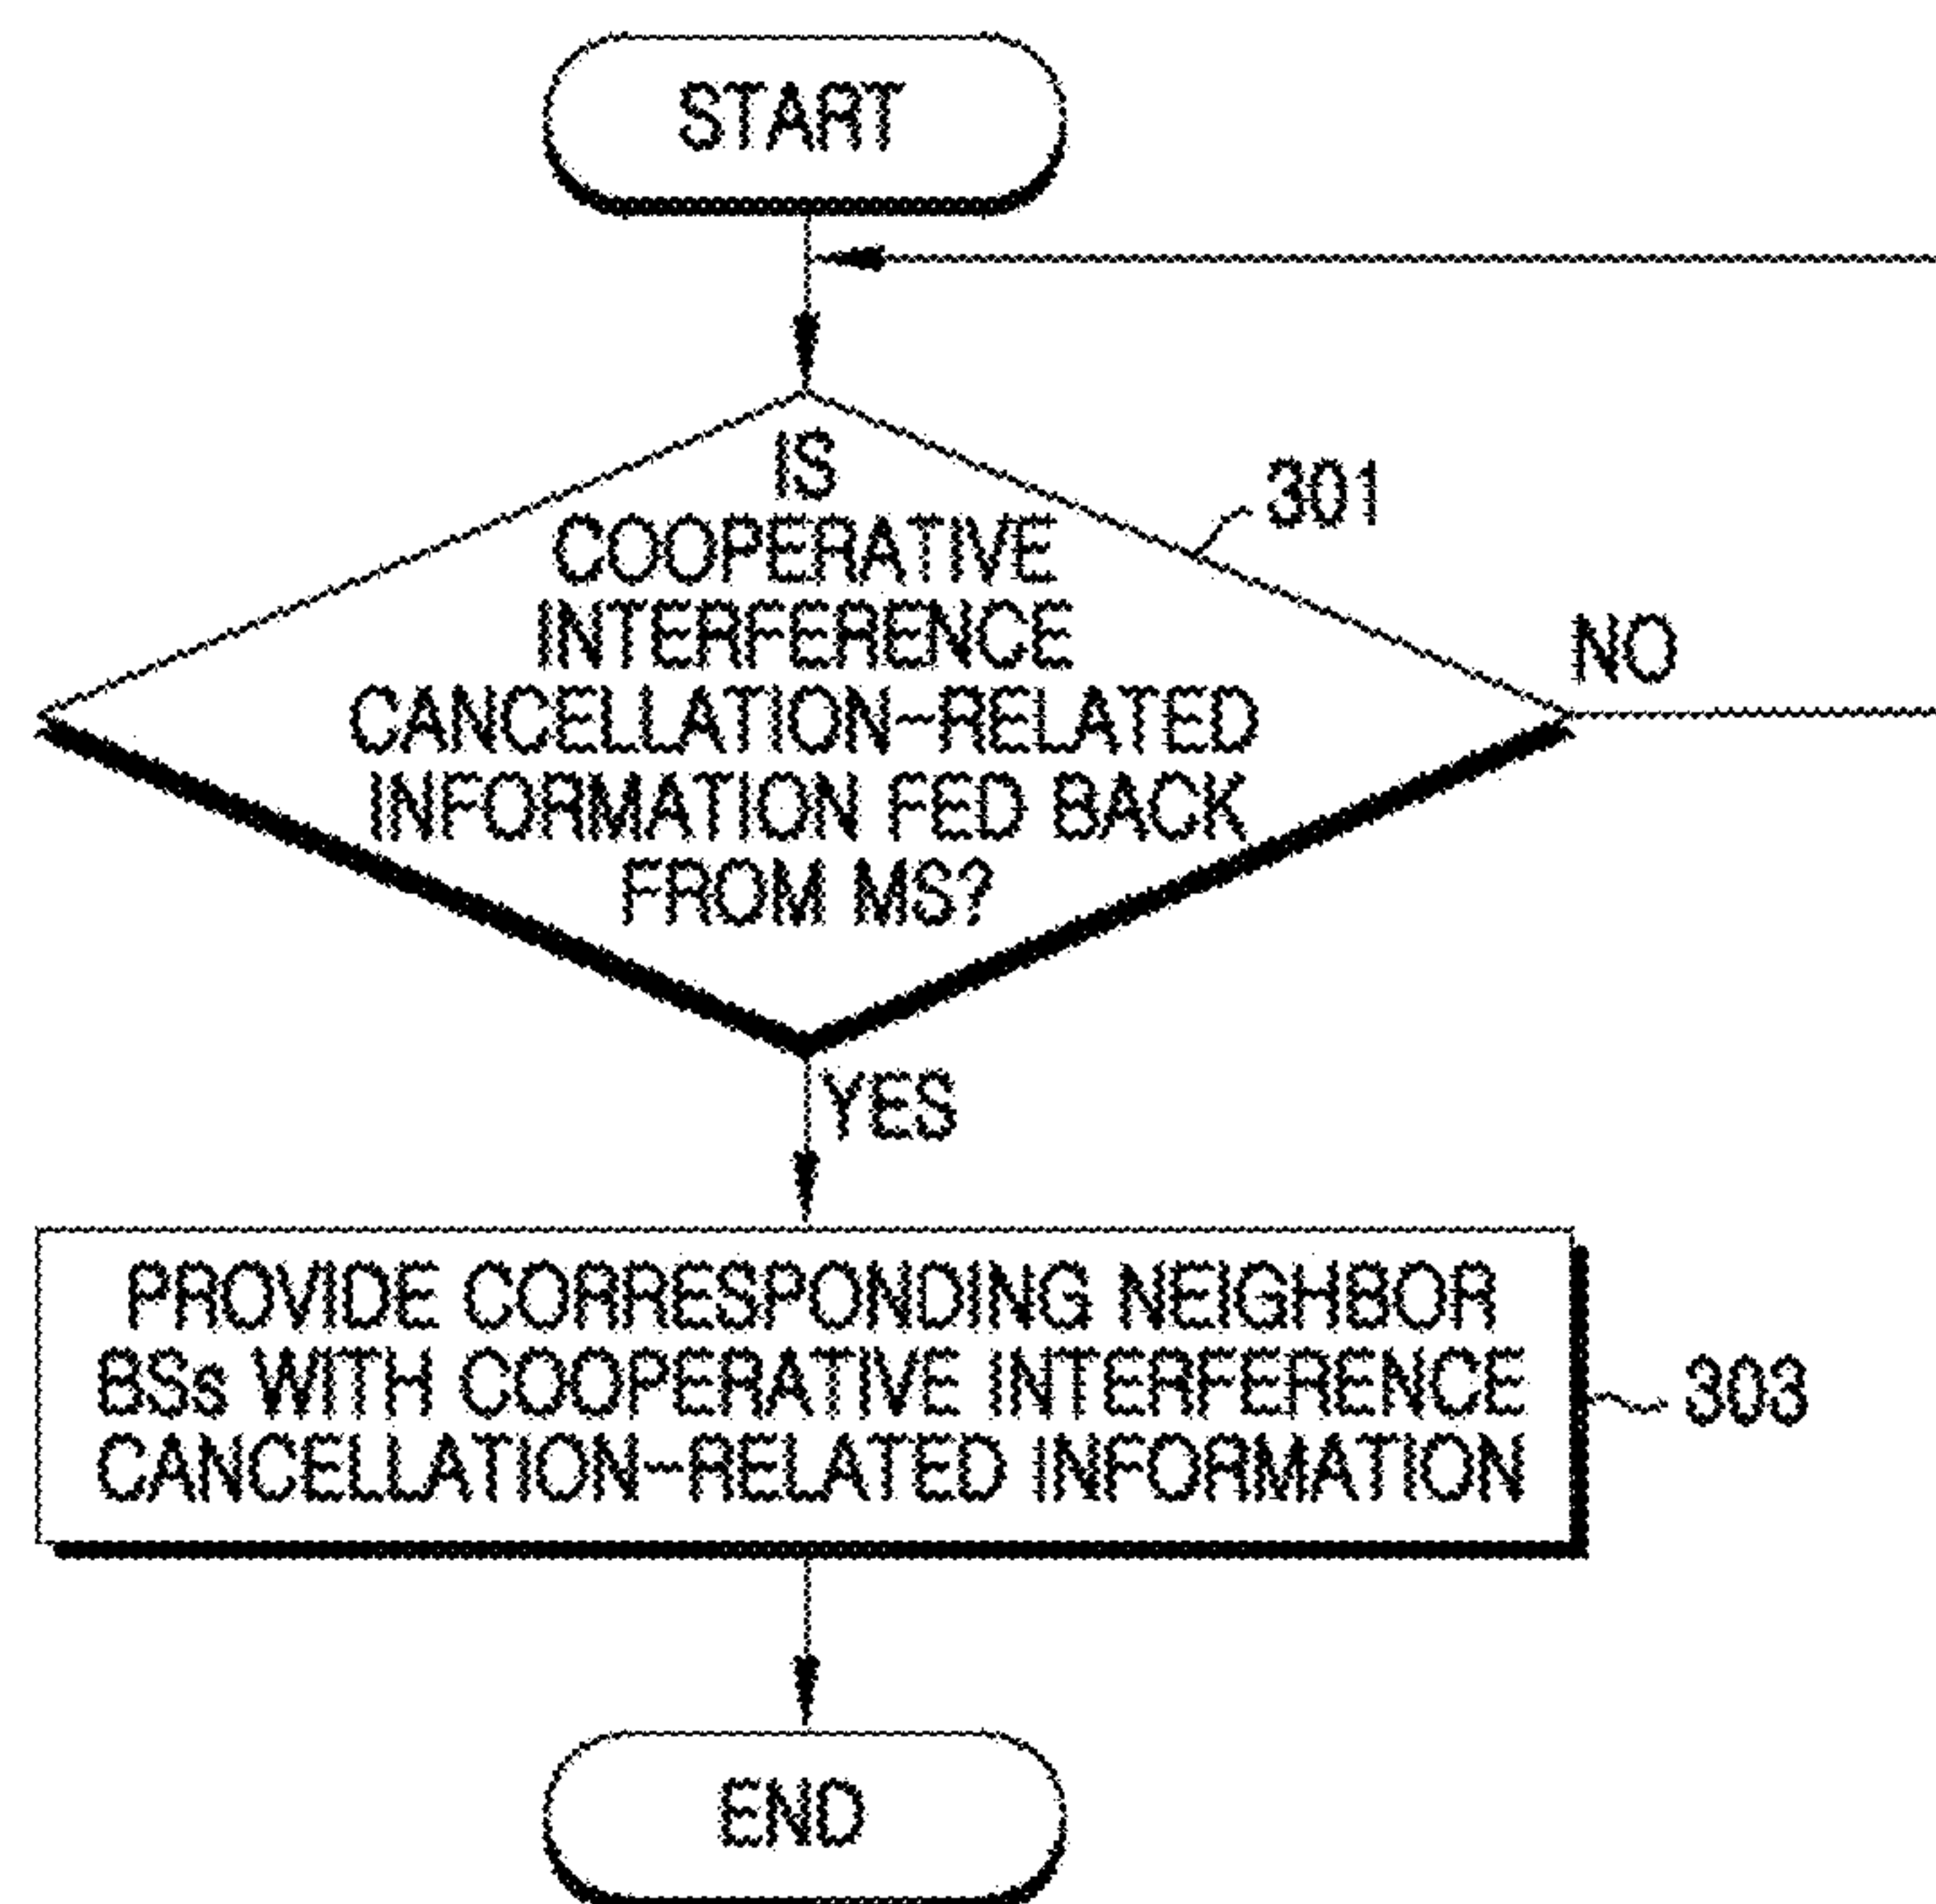 START
IS
COOPERATIVE
INTERFERENCE
CANCELLATION-RELATED
INFORMATION FED BACK
FROM MS?
301
NO
YES
PROVIDE CORRESPONDING NEIGHBOR
BSs WITH COOPERATIVE INTERFERENCE
CANCELLATION-RELATED INFORMATION
303
END